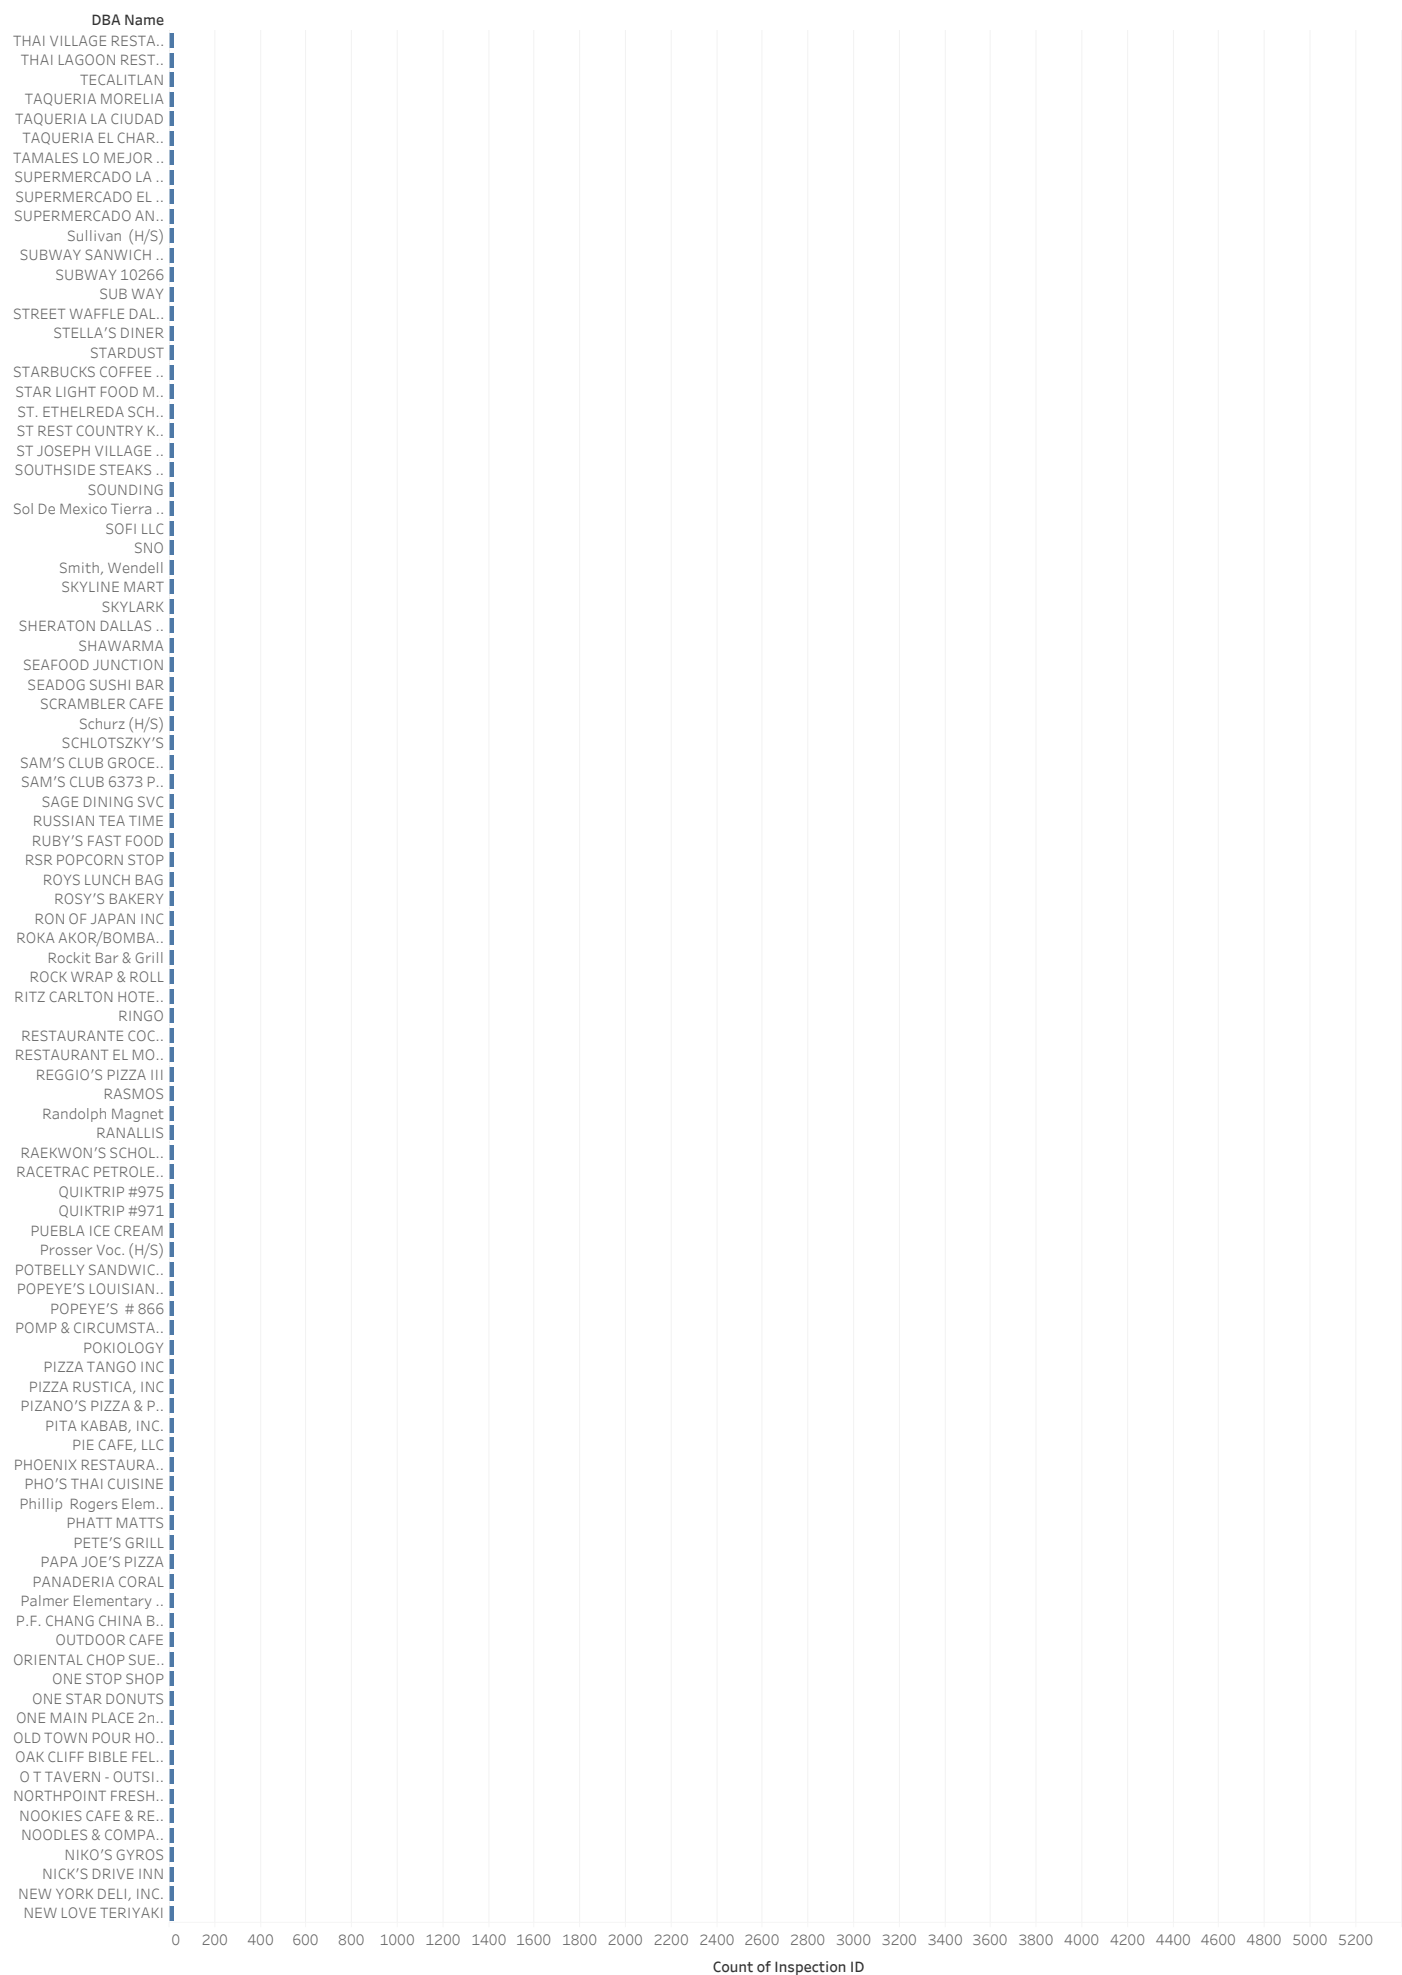 DBA Name
THAI VILLAGE RESTA..
THAI LAGOON REST..
TECALITLAN
TAQUERIA MORELIA
TAQUERIA LA CIUDAD
TAQUERIA EL CHAR..
TAMALES LO MEJOR ..
SUPERMERCADO LA ..
SUPERMERCADO EL ..
SUPERMERCADO AN..
Sullivan  (H/S)
SUBWAY SANWICH ..
SUBWAY 10266
SUB WAY
STREET WAFFLE DAL..
STELLA'S DINER
STARDUST
STARBUCKS COFFEE ..
STAR LIGHT FOOD M..
ST. ETHELREDA SCH..
ST REST COUNTRY K..
ST JOSEPH VILLAGE ..
SOUTHSIDE STEAKS ..
SOUNDING
Sol De Mexico Tierra ..
SOFI LLC
SNO
Smith, Wendell
SKYLINE MART
SKYLARK
SHERATON DALLAS ..
SHAWARMA
SEAFOOD JUNCTION
SEADOG SUSHI BAR
SCRAMBLER CAFE
Schurz (H/S)
SCHLOTSZKY'S
SAM'S CLUB GROCE..
SAM'S CLUB 6373 P..
SAGE DINING SVC
RUSSIAN TEA TIME
RUBY'S FAST FOOD
RSR POPCORN STOP
ROYS LUNCH BAG
ROSY'S BAKERY
RON OF JAPAN INC
ROKA AKOR/BOMBA..
Rockit Bar & Grill
ROCK WRAP & ROLL
RITZ CARLTON HOTE..
RINGO
RESTAURANTE COC..
RESTAURANT EL MO..
REGGIO'S PIZZA III
RASMOS
Randolph Magnet
RANALLIS
RAEKWON'S SCHOL..
RACETRAC PETROLE..
QUIKTRIP #975
QUIKTRIP #971
PUEBLA ICE CREAM
Prosser Voc. (H/S)
POTBELLY SANDWIC..
POPEYE'S LOUISIAN..
POPEYE'S  # 866
POMP & CIRCUMSTA..
POKIOLOGY
PIZZA TANGO INC
PIZZA RUSTICA, INC
PIZANO'S PIZZA & P..
PITA KABAB, INC.
PIE CAFE, LLC
PHOENIX RESTAURA..
PHO'S THAI CUISINE
Phillip  Rogers Elem..
PHATT MATTS
PETE'S GRILL
PAPA JOE'S PIZZA
PANADERIA CORAL
Palmer Elementary ..
P.F. CHANG CHINA B..
OUTDOOR CAFE
ORIENTAL CHOP SUE..
ONE STOP SHOP
ONE STAR DONUTS
ONE MAIN PLACE 2n..
OLD TOWN POUR HO..
OAK CLIFF BIBLE FEL..
O T TAVERN - OUTSI..
NORTHPOINT FRESH..
NOOKIES CAFE & RE..
NOODLES & COMPA..
NIKO'S GYROS
NICK'S DRIVE INN
NEW YORK DELI, INC.
NEW LOVE TERIYAKI
0 200 400 600 800 1000 1200 1400 1600 1800 2000 2200 2400 2600 2800 3000 3200 3400 3600 3800 4000 4200 4400 4600 4800 5000 5200
Count of Inspection ID